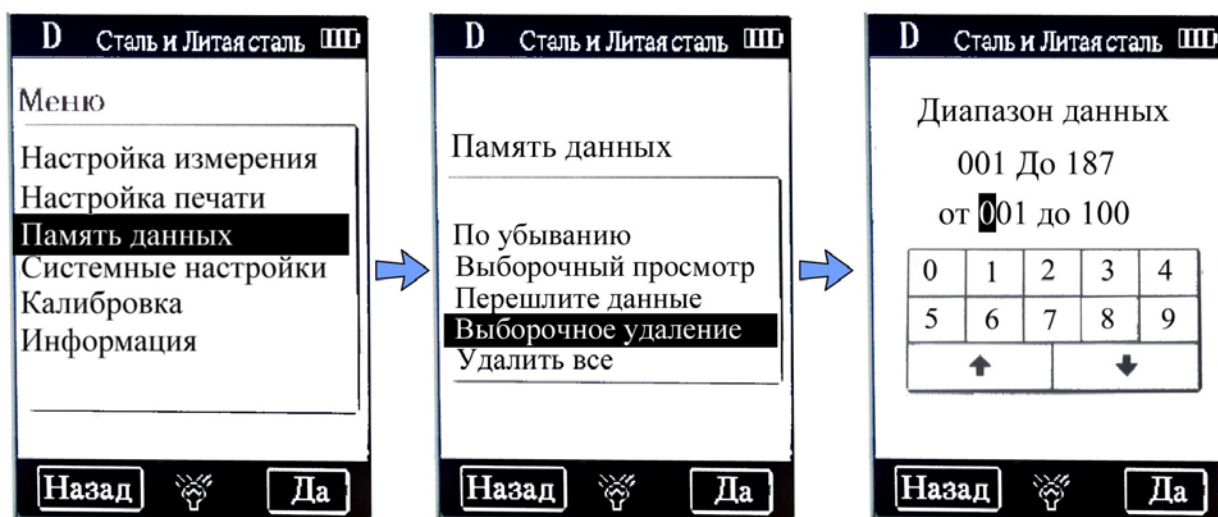 D Сталь и Литая сталь
Меню
Настройка измерения
Настройка печати
Память данных
Системные настройки
Калибровка
Информация
Назад Да
D Сталь и Литая сталь
Память данных
По убыванию
Выборочный просмотр
Перешлите данные
Выборочное удаление
Удалить все
Назад Да
D Сталь и Литая сталь
Диапазон данных
001 До 187
от 001 до 100
0 1 2 3 4
5 6 7 8 9
Назад Да